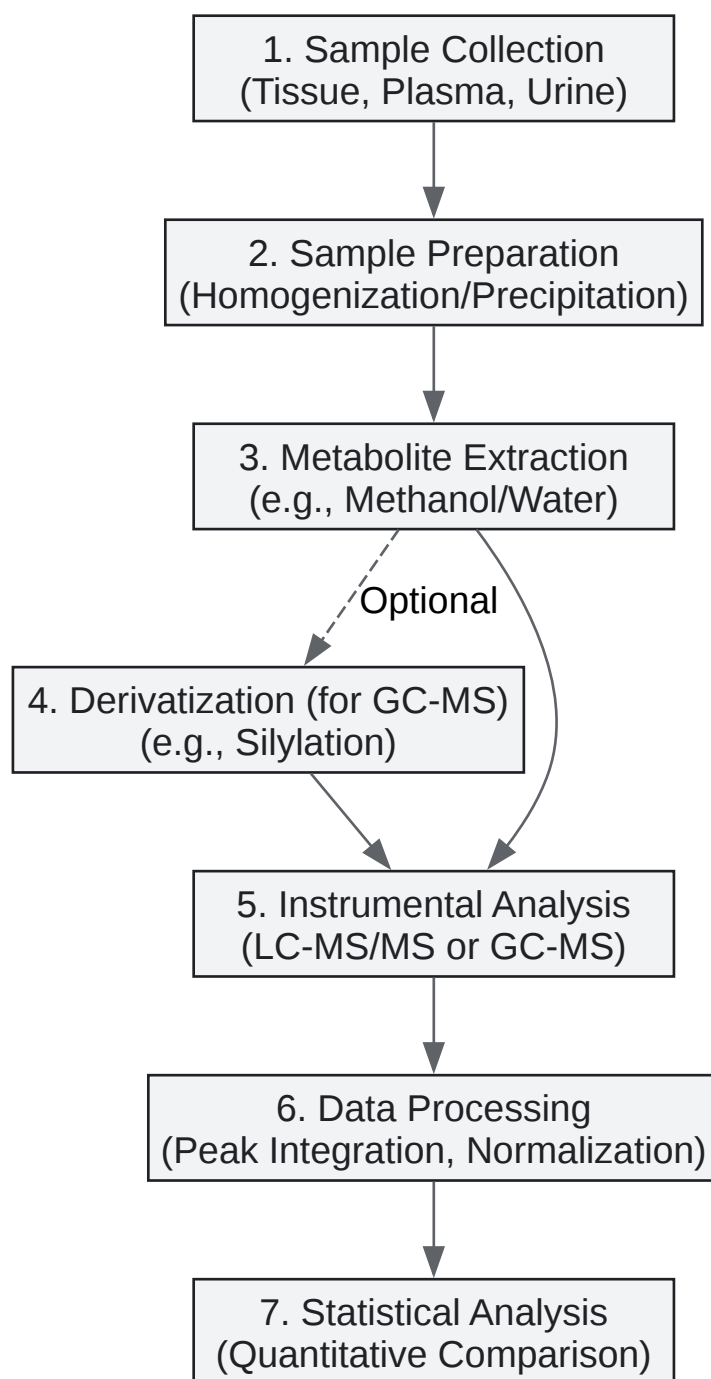 1. Sample Collection
(Tissue, Plasma, Urine)
2. Sample Preparation
(Homogenization/Precipitation)
3. Metabolite Extraction
(e.g., Methanol/Water)
Optional
4. Derivatization (for GC-MS)
(e.g., Silylation)
5. Instrumental Analysis
(LC-MS/MS or GC-MS)
6. Data Processing
(Peak Integration, Normalization)
7. Statistical Analysis
(Quantitative Comparison)